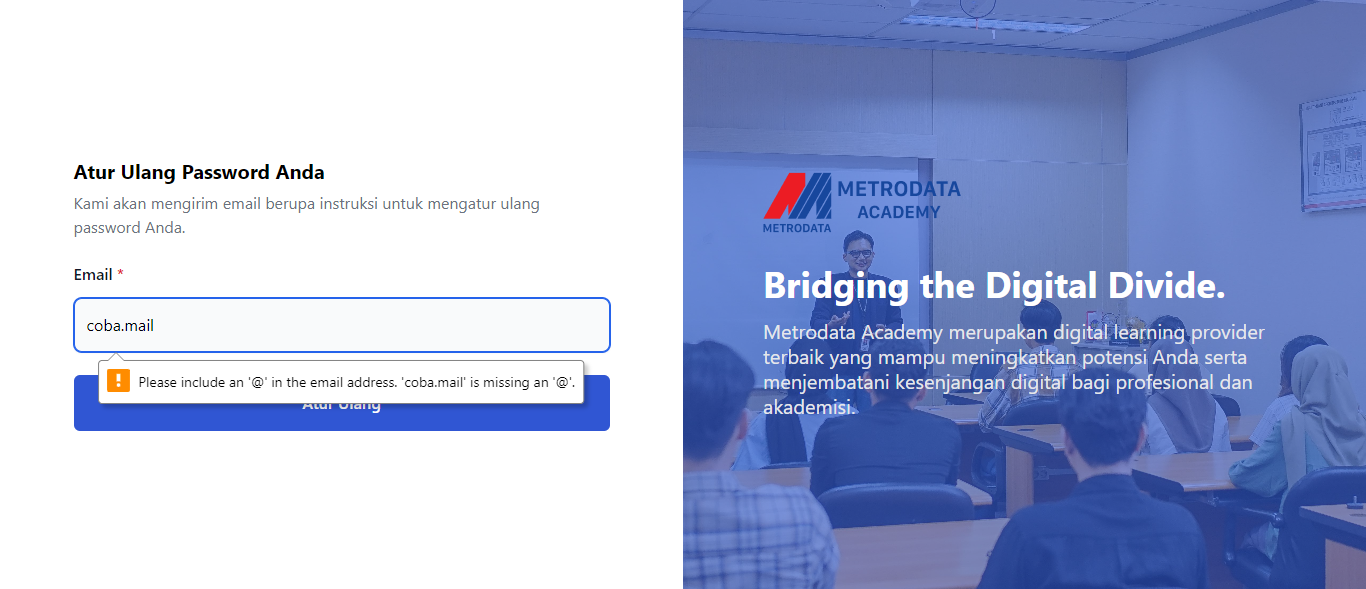 Atur Ulang Password Anda
Kami akan mengirim email berupa instruksi untuk mengatur ulang
password Anda.
Email *
coba.mail
Please include an '@' in the email address. 'coba.mail' is missing an '@'.
Atur Ulang
METRODATA
ACADEMY
METRODATA
Bridging the Digital Divide.
Metrodata Academy merupakan digital learning provider
terbaik yang mampu meningkatkan potensi Anda serta
menjembatani kesenjangan digital bagi profesional dan
akademisi.